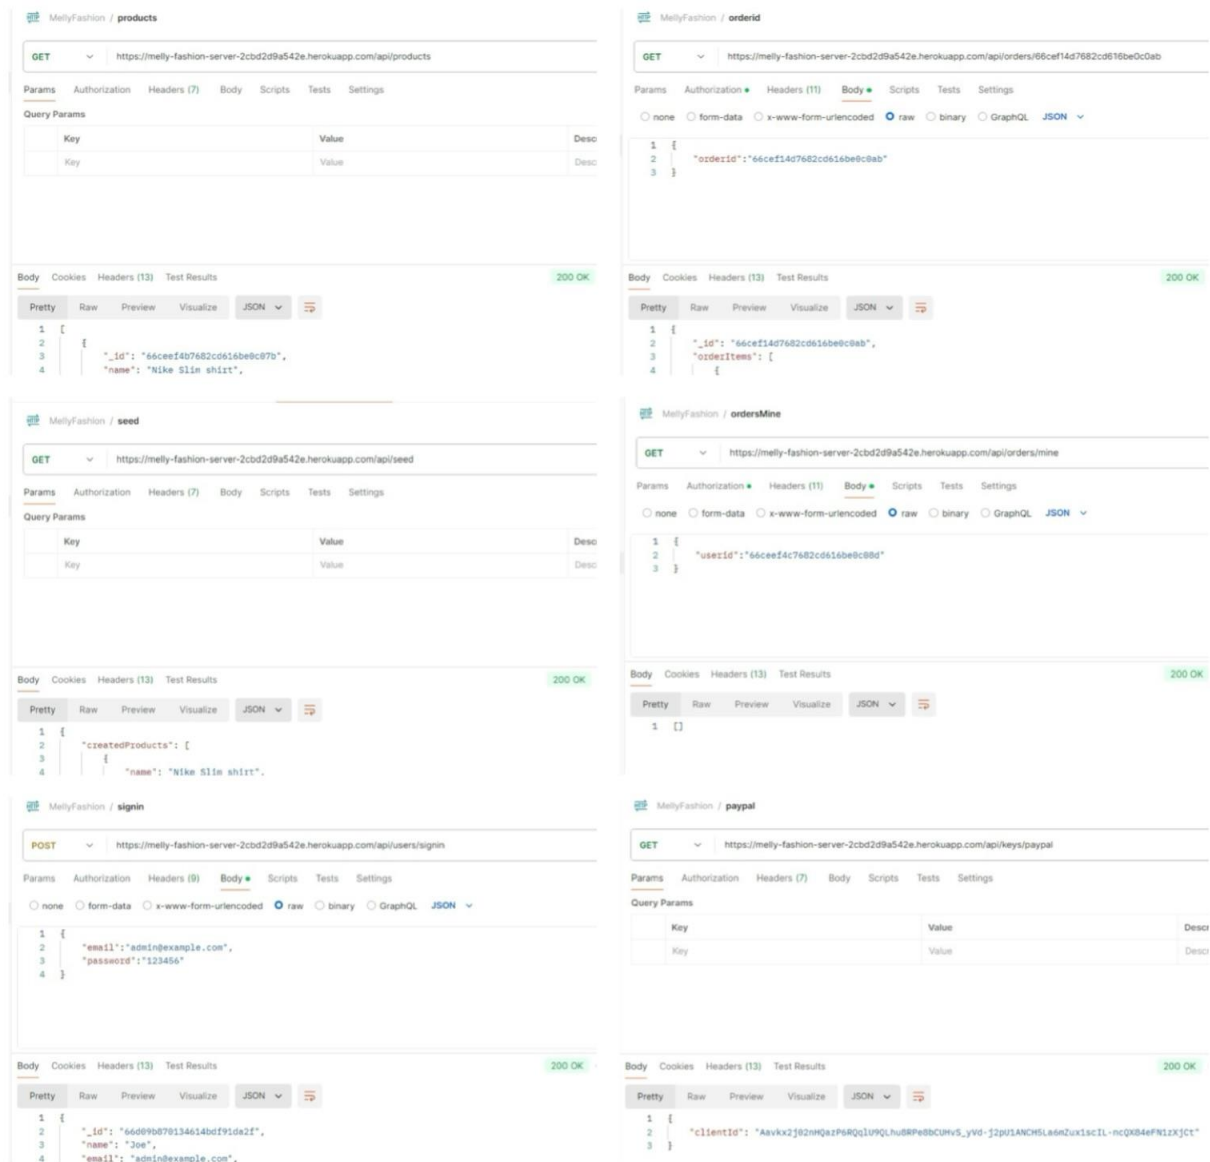 MellyFashion / products
GET https://melly-fashion-server-2cbd2d9a542e.herokuapp.com/api/products
Params Authorization Headers (7) Body Scripts Tests Settings
Query Params
Key Value Desc
Key Value Desc
Body Cookies Headers (13) Test Results 200 OK
Pretty Raw Preview Visualize JSON
1 [
2 {
3 "_id": "66ceef4b7682cd616be0c07b",
4 "name": "Nike Slim shirt",
MellyFashion / orderid
GET https://melly-fashion-server-2cbd2d9a542e.herokuapp.com/api/orders/66cef14d7682cd616be0c0ab
Params Authorization Headers (11) Body Scripts Tests Settings
none form-data x-www-form-urlencoded raw binary GraphQL JSON
1 {
2 "orderid":"66cef14d7682cd616be0c0ab"
3 }
Body Cookies Headers (13) Test Results 200 OK
Pretty Raw Preview Visualize JSON
1 {
2 "_id": "66cef14d7682cd616be0c0ab",
3 "orderItems": [
4 {
MellyFashion / seed
GET https://melly-fashion-server-2cbd2d9a542e.herokuapp.com/api/seed
Params Authorization Headers (7) Body Scripts Tests Settings
Query Params
Key Value Desc
Key Value Desc
Body Cookies Headers (13) Test Results 200 OK
Pretty Raw Preview Visualize JSON
1 {
2 "createdProducts": [
3 {
4 "name": "Nike Slim shirt",
MellyFashion / ordersMine
GET https://melly-fashion-server-2cbd2d9a542e.herokuapp.com/api/orders/mine
Params Authorization Headers (11) Body Scripts Tests Settings
none form-data x-www-form-urlencoded raw binary GraphQL JSON
1 {
2 "userid":"66ceef4c7682cd616be0c08d"
3 }
Body Cookies Headers (13) Test Results 200 OK
Pretty Raw Preview Visualize JSON
1 []
MellyFashion / signin
POST https://melly-fashion-server-2cbd2d9a542e.herokuapp.com/api/users/signin
Params Authorization Headers (9) Body Scripts Tests Settings
none form-data x-www-form-urlencoded raw binary GraphQL JSON
1 {
2 "email":"admin@example.com",
3 "password":"123456"
4 }
Body Cookies Headers (13) Test Results 200 OK
Pretty Raw Preview Visualize JSON
1 {
2 "_id": "66d09b870134614bdf91da2f",
3 "name": "Joe",
4 "email": "admin@example.com",
MellyFashion / paypal
GET https://melly-fashion-server-2cbd2d9a542e.herokuapp.com/api/keys/paypal
Params Authorization Headers (7) Body Scripts Tests Settings
Query Params
Key Value Descr
Key Value Descr
Body Cookies Headers (13) Test Results 200 OK
Pretty Raw Preview Visualize JSON
1 {
2 "clientId":
3 }